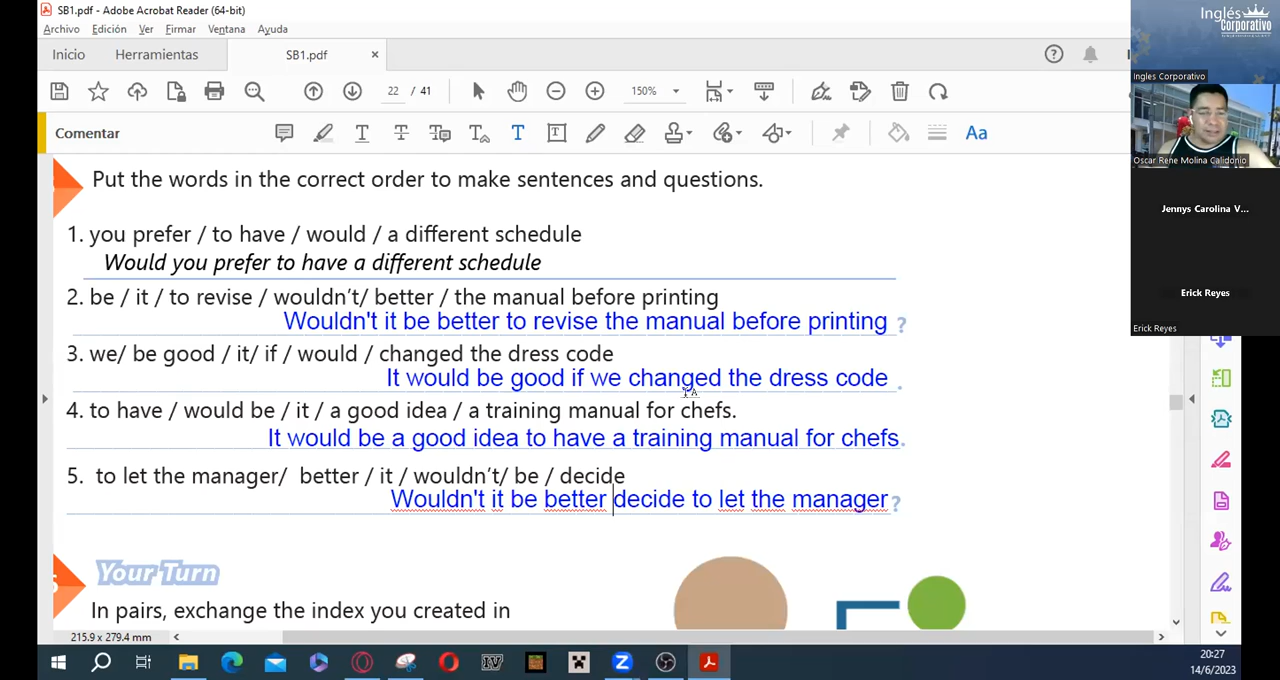 SB1.pdf - Adobe Acrobat Reader (64-bit)
Archivo Edición Ver Firmar Ventana Ayuda
Inicio Herramientas SB1.pdf ×
22 / 41 150%
Comentar
Put the words in the correct order to make sentences and questions.
1. you prefer / to have / would / a different schedule
Would you prefer to have a different schedule
2. be / it / to revise / wouldn't/ better / the manual before printing
Wouldn't it be better to revise the manual before printing ?
3. we/ be good / it/ if / would / changed the dress code
It would be good if we changed the dress code .
4. to have / would be / it / a good idea / a training manual for chefs.
It would be a good idea to have a training manual for chefs.
5. to let the manager/ better / it / wouldn't/ be / decide
Wouldn't it be better decide to let the manager ?
Your Turn
In pairs, exchange the index you created in
215.9 x 279.4 mm
20:27
14/6/2023
Inglés
Corporativo
Ingles Corporativo
Oscar Rene Molina Calidonio
Jennys Carolina V...
Erick Reyes
Erick Reyes